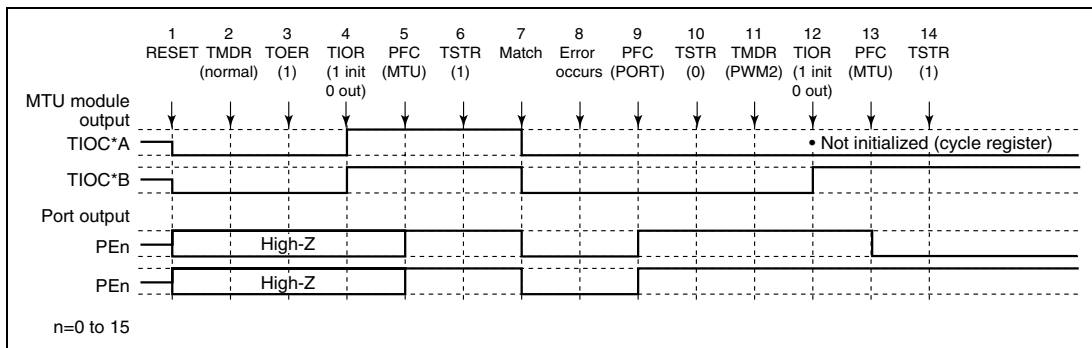 1 2 3 4 5 6 7 8 9 10 11 12 13 14
RESET TMDR TOER TIOR PFC TSTR Match Error PFC TSTR TMDR TIOR PFC TSTR
(normal) (1) (1 init (MTU) (1) occurs (PORT) (0) (PWM2) (1 init (MTU) (1)
0 out) 0 out)
MTU module
output
TIOC*A
• Not initialized (cycle register)
TIOC*B
Port output
PEn
High-Z
PEn
High-Z
n=0 to 15